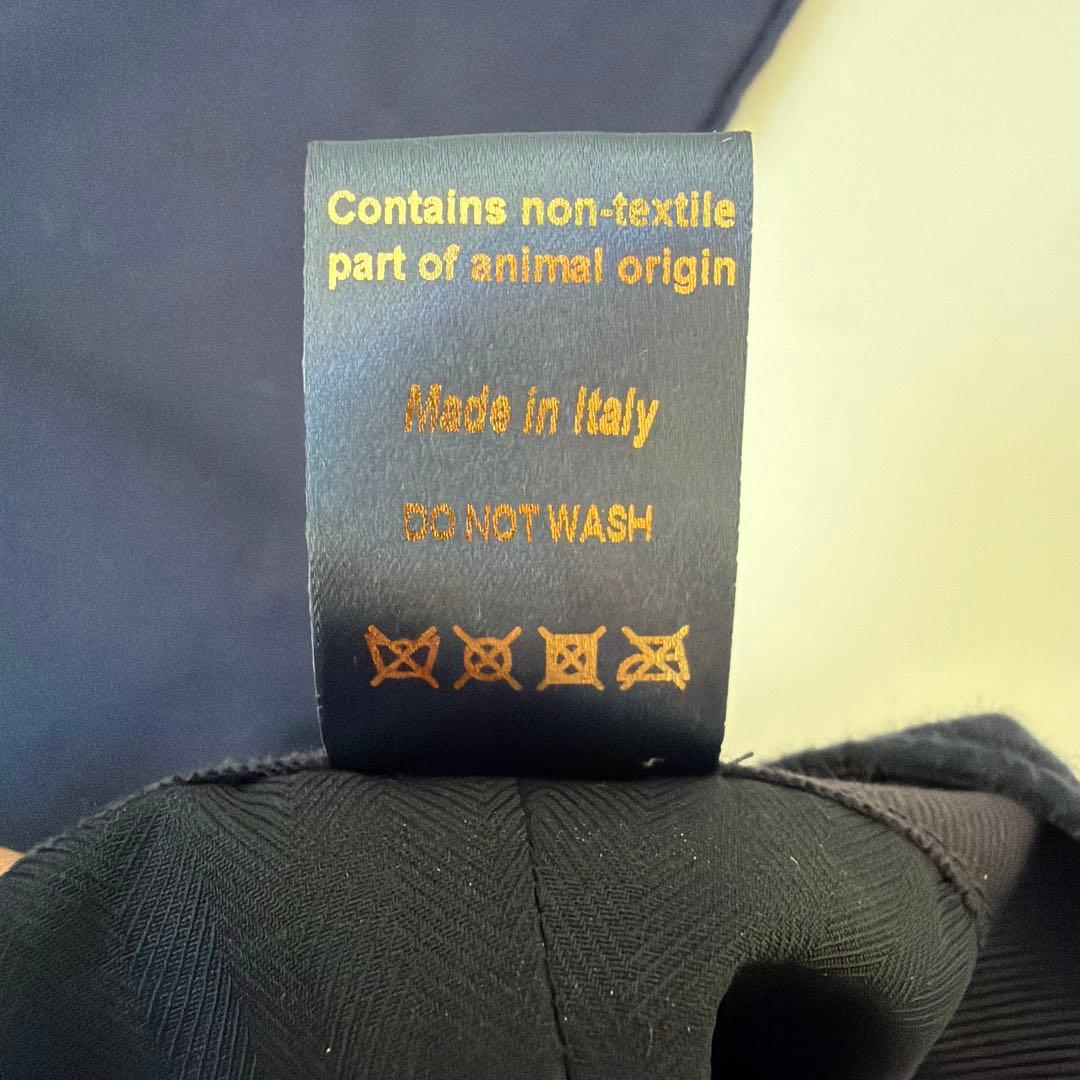 Contains non-textile
part of animal origin
Made in Italy
DO NOT WASH